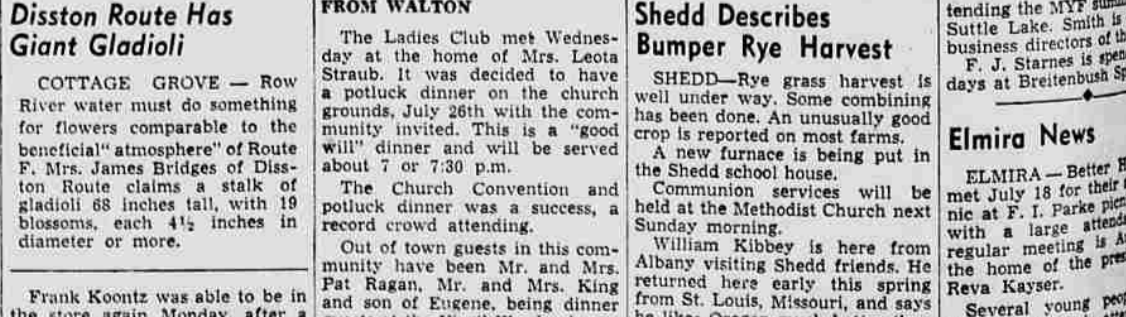 Disston Route Has
Giant Gladioli
COTTAGE GROVE — Row
River water must do something
for flowers comparable to the
beneficial“ atmosphere” of Route
F. Mrs. James Bridges of Diss-
ton Route claims a stalk of
gladioli 68 inches tall, with 19
blossoms, each 4½ inches in
diameter or more.
Frank Koontz was able to be in
the store again Monday, after a
FROM WALTON
The Ladies Club met Wednes-
day at the home of Mrs. Leota
Straub. It was decided to have
a potluck dinner on the church
grounds, July 26th with the com-
munity invited. This is a “good
will” dinner and will be served
about 7 or 7:30 p.m.
The Church Convention and
potluck dinner was a success, a
record crowd attending.
Out of town guests in this com-
munity have been Mr. and Mrs.
Pat Ragan, Mr. and Mrs. King
and son of Eugene, being dinner
Shedd Describes
Bumper Rye Harvest
SHEDD—Rye grass harvest is
well under way. Some combining
has been done. An unusually good
crop is reported on most farms.
A new furnace is being put in
the Shedd school house.
Communion services will be
held at the Methodist Church next
Sunday morning.
William Kibbey is here from
Albany visiting Shedd friends. He
returned here early this spring
from St. Louis, Missouri, and says
tending the MYF
Suttle Lake. Smith is
business directors of
F. J. Starnes is
days at Breitenbush
Elmira News
ELMIRA — Better
met July 18 for their
nic at F. I. Parke
with a large
regular meeting is
the home of the
Reva Kayser.
Several young